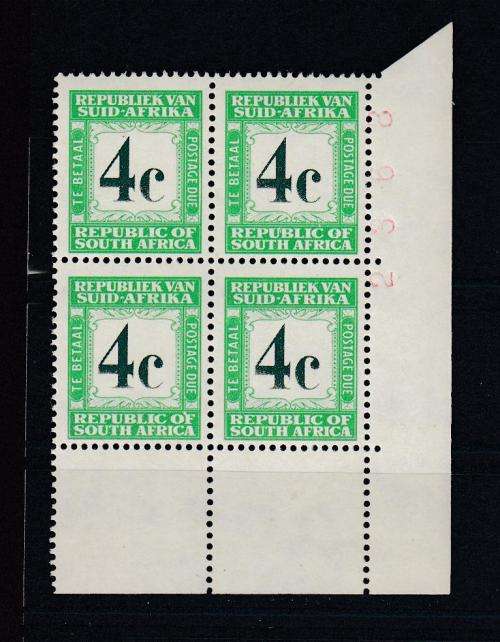 REPUBLIEK VAN
SUID-AFRIKA
TE BETAAL
4c
POSTAGE DUE
REPUBLIC OF
SOUTH AFRICA
REPUBLIEK VAN
SUID-AFRIKA
TE BETAAL
4c
POSTAGE DUE
REPUBLIC OF
SOUTH AFRICA
REPUBLIEK VAN
SUID-AFRIKA
TE BETAAL
4c
POSTAGE DUE
REPUBLIC OF
SOUTH AFRICA
REPUBLIEK VAN
SUID-AFRIKA
TE BETAAL
4c
POSTAGE DUE
REPUBLIC OF
SOUTH AFRICA